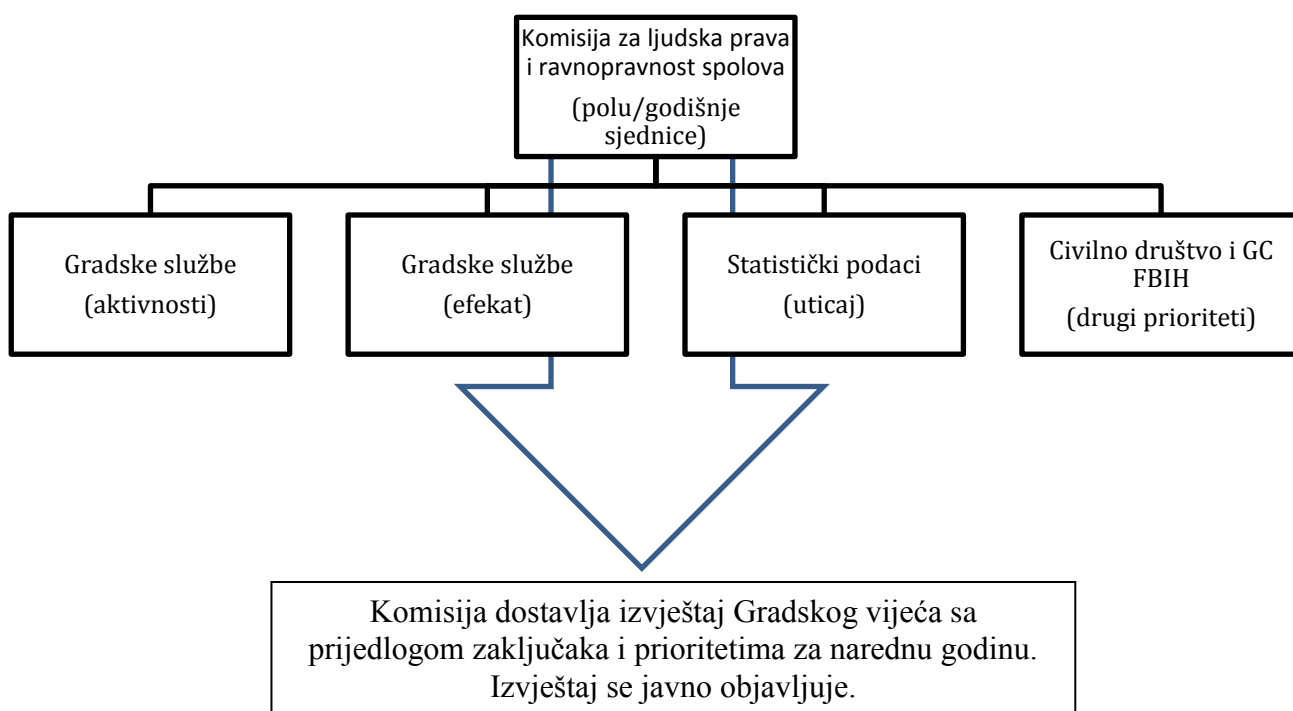 Komisija za ljudska prava
i ravnopravnost spolova
(polu/godišnje
sjednice)
Gradske službe
(aktivnosti)
Gradske službe
(efekat)
Statistički podaci
(uticaj)
Civilno društvo i GC
FBIH
(drugi prioriteti)
Komisija dostavlja izvještaj Gradskog vijeća sa
prijedlogom zaključaka i prioritetima za narednu godinu.
Izvještaj se javno objavljuje.